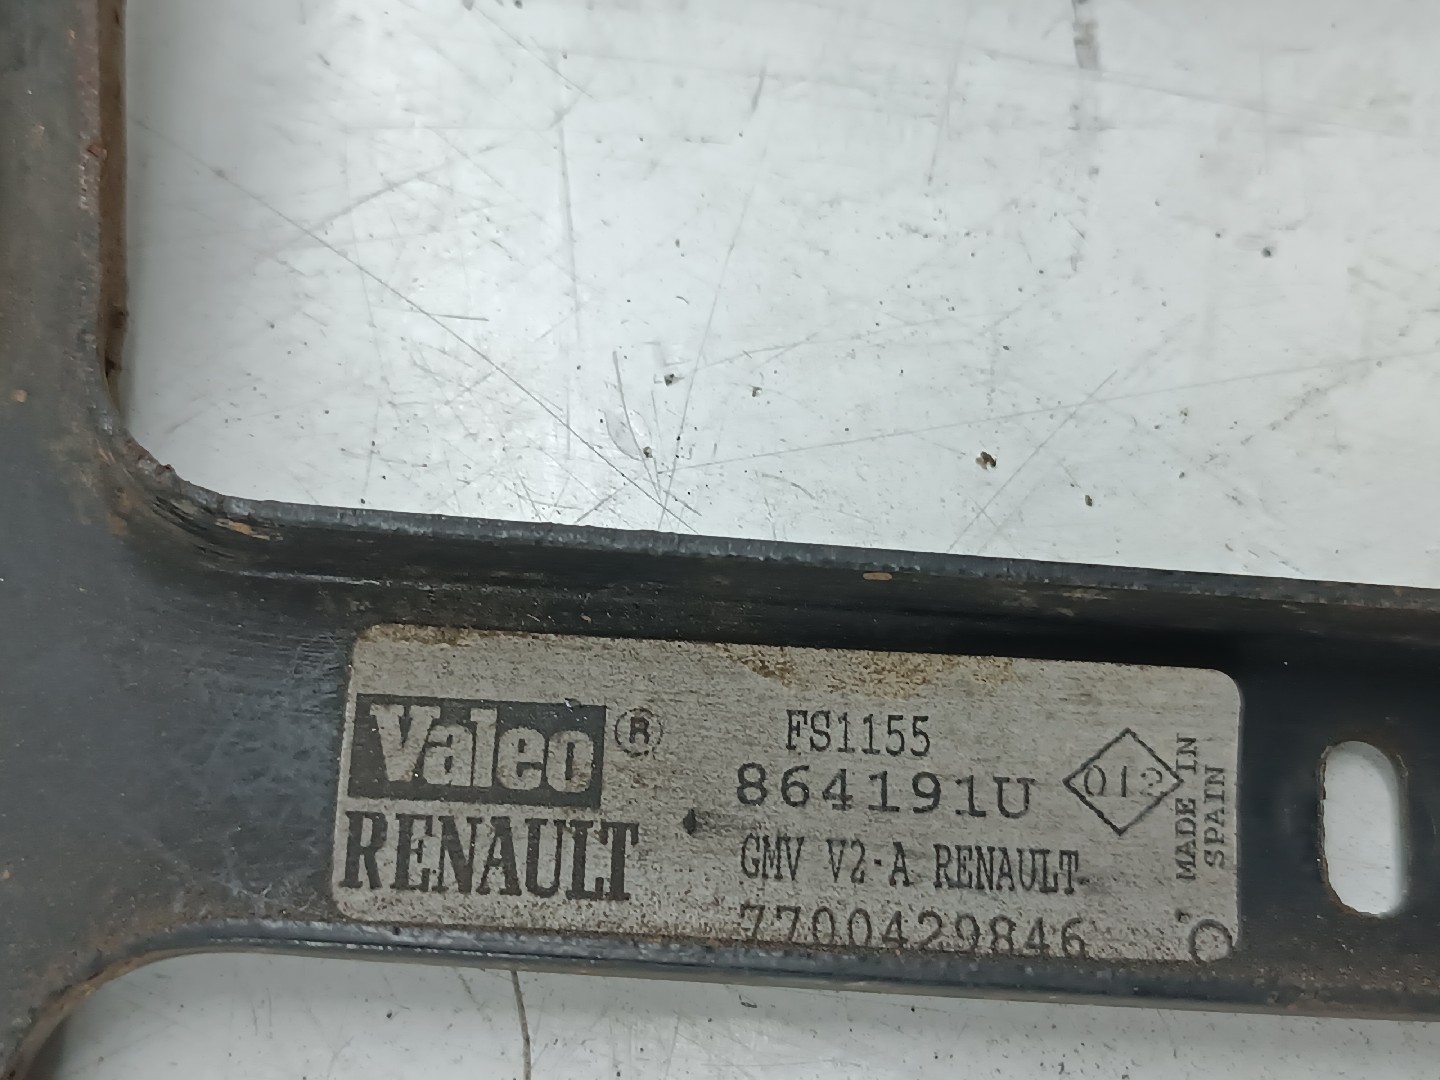 Valeo ®
RENAULT
FS1155
864191U
GMV V2-A RENAULT
7700429846
012
MADE IN
SPAIN